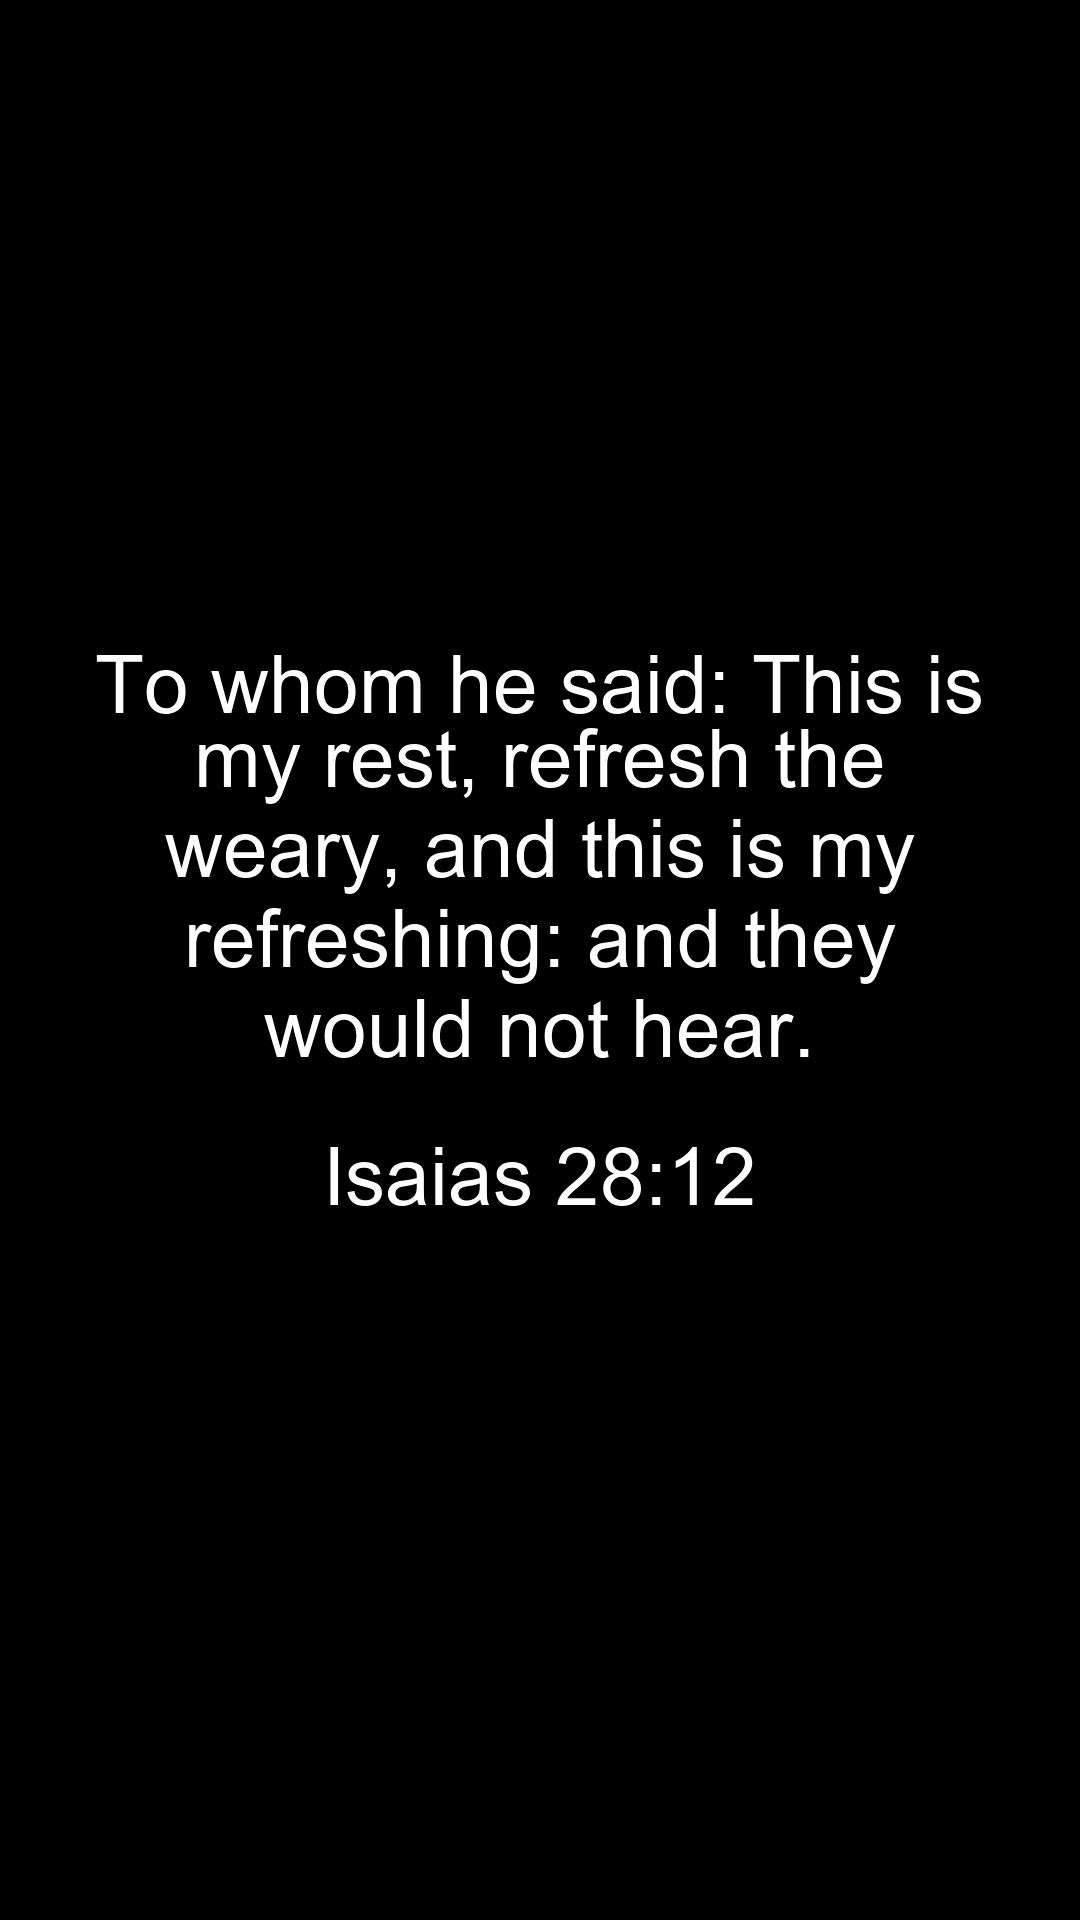 To whom he said: This is
my rest, refresh the
weary, and this is my
refreshing: and they
would not hear.
Isaias 28:12